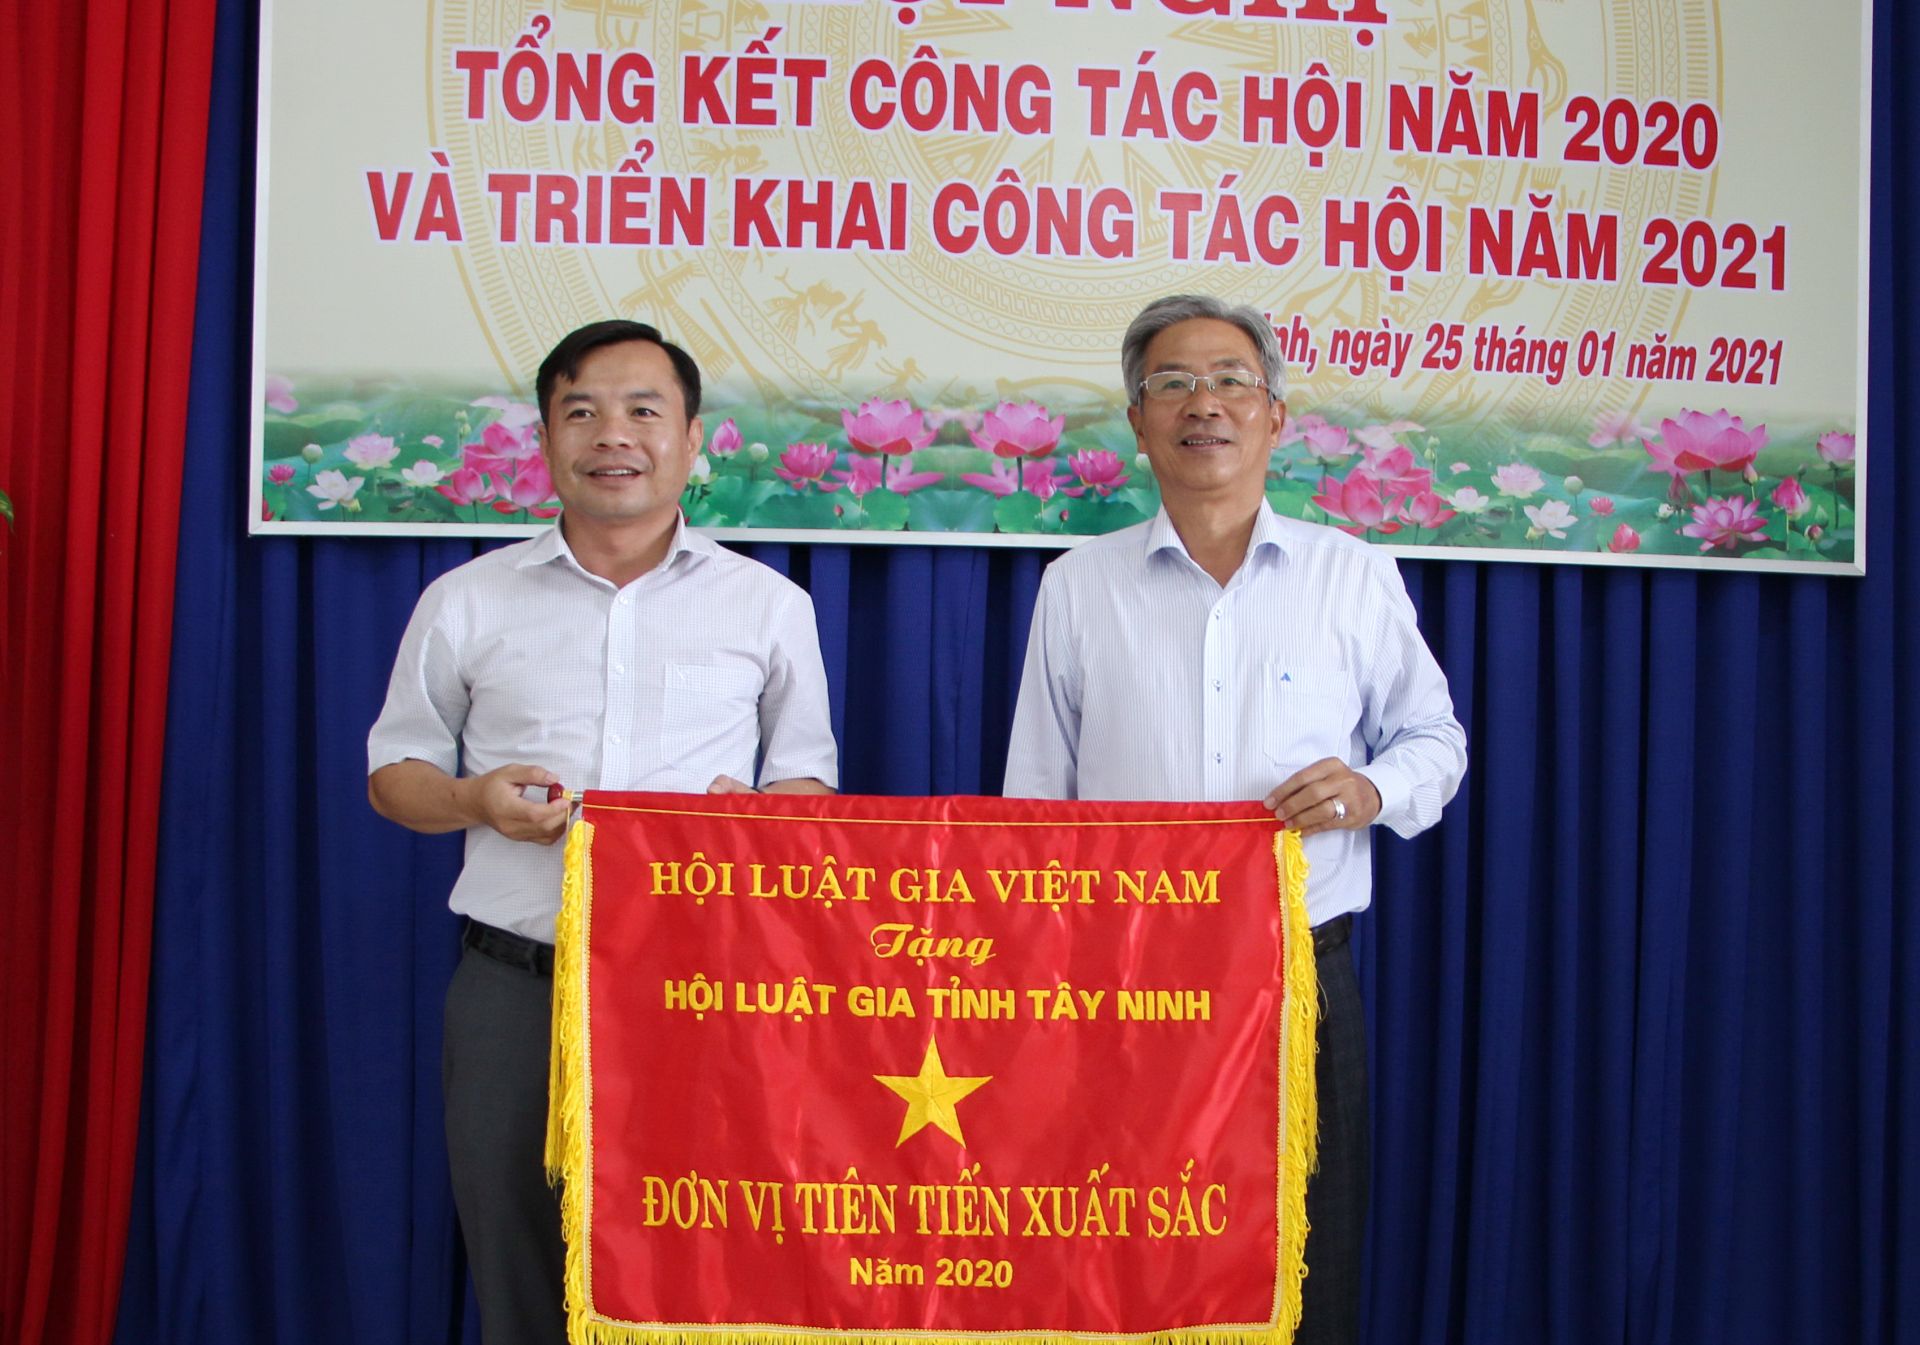 HỘI NGHỊ
TỔNG KẾT CÔNG TÁC HỘI NĂM 2020
VÀ TRIỂN KHAI CÔNG TÁC HỘI NĂM 2021
ngày 25 tháng 01 năm 2021
HỘI LUẬT GIA VIỆT NAM
Tặng
HỘI LUẬT GIA TỈNH TÂY NINH
ĐƠN VỊ TIÊN TIẾN XUẤT SẮC
Năm 2020